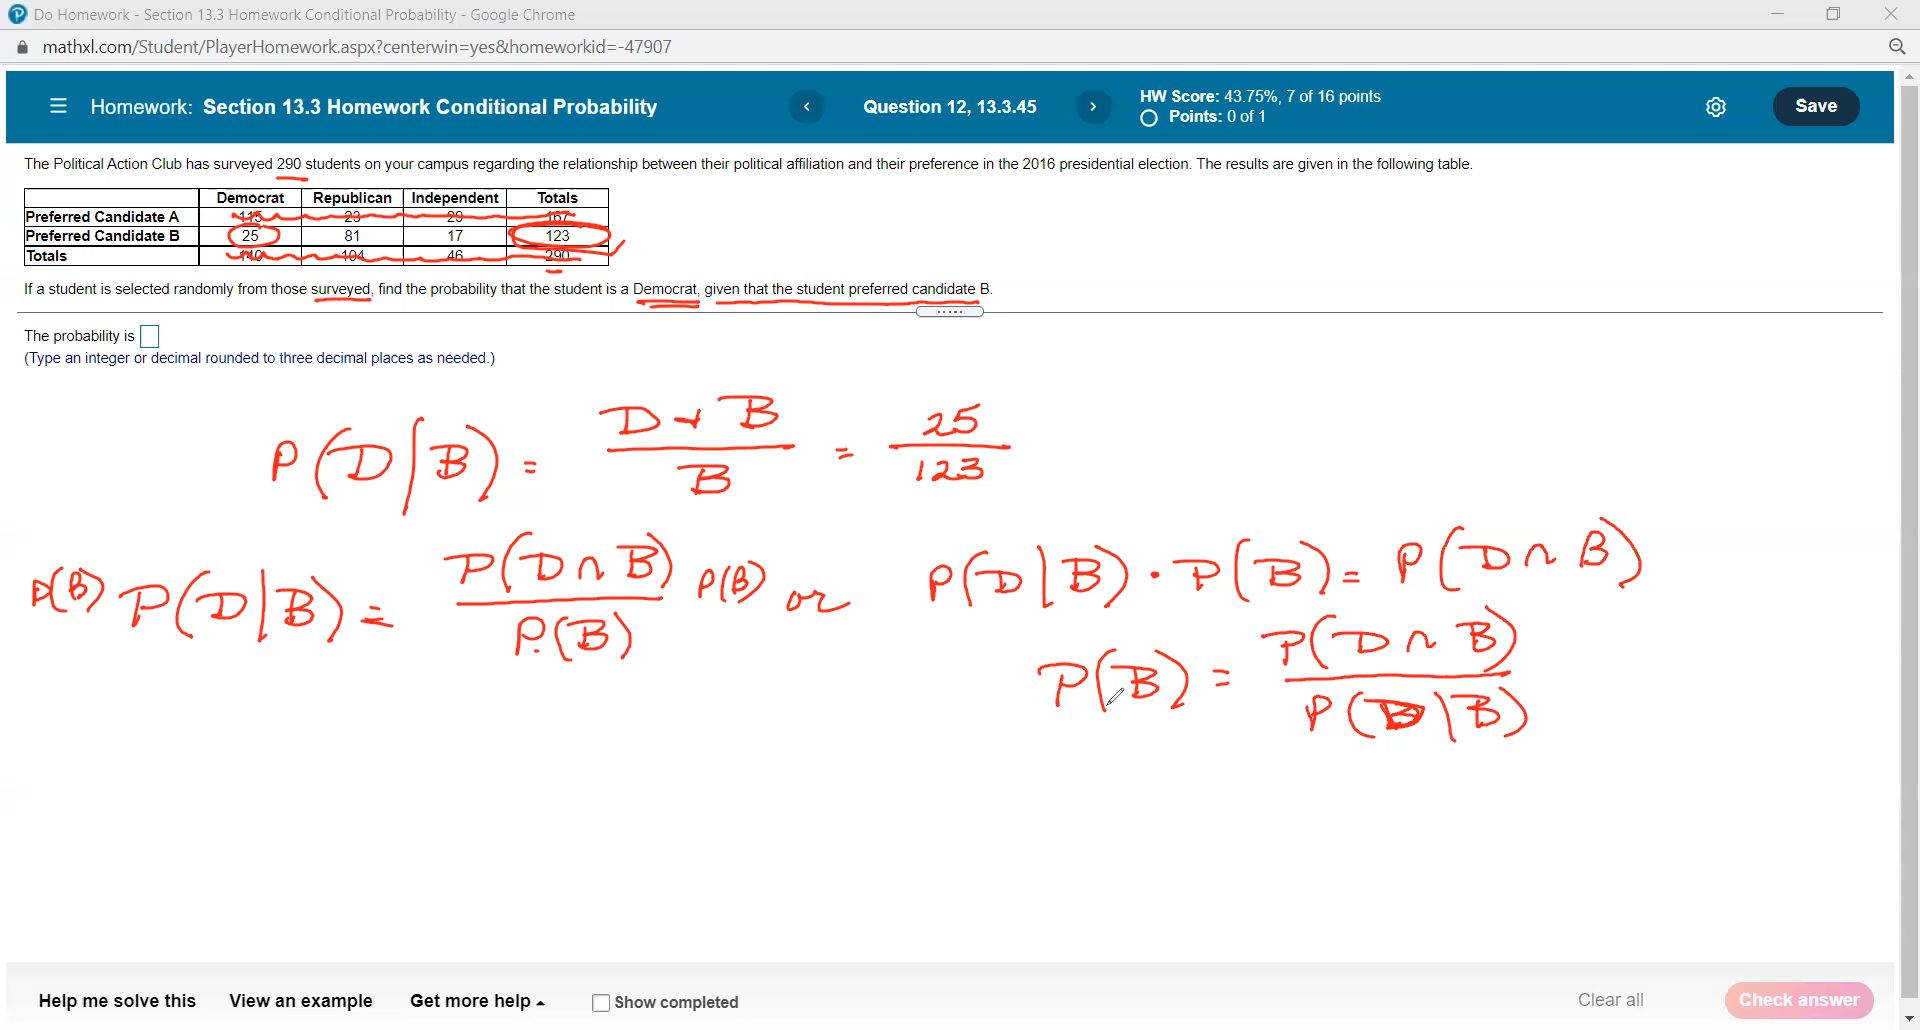 Do Homework - Section 13.3 Homework Conditional Probability - Google Chrome
mathxl.com/Student/PlayerHomework.aspx?centerwin=yes&homeworkid=-47907
Homework: Section 13.3 Homework Conditional Probability
Question 12, 13.3.45
HW Score: 43.75%, 7 of 16 points
Points: 0 of 1
Save
The Political Action Club has surveyed 290 students on your campus regarding the relationship between their political affiliation and their preference in the 2016 presidential election. The results are given in the following table.
Democrat Republican Independent Totals
Preferred Candidate A 115 23 29 167
Preferred Candidate B 25 81 17 123
Totals 140 104 46 290
If a student is selected randomly from those surveyed, find the probability that the student is a Democrat, given that the student preferred candidate B.
The probability is
(Type an integer or decimal rounded to three decimal places as needed.)
P(D|B) = D + B / B = 25 / 123
P(B) P(D|B) = P(D∩B) / P(B) P(B) or P(D|B) · P(B) = P(D∩B)
P(B) = P(D∩B) / P(D|B)
Help me solve this
View an example
Get more help
Show completed
Clear all
Check answer